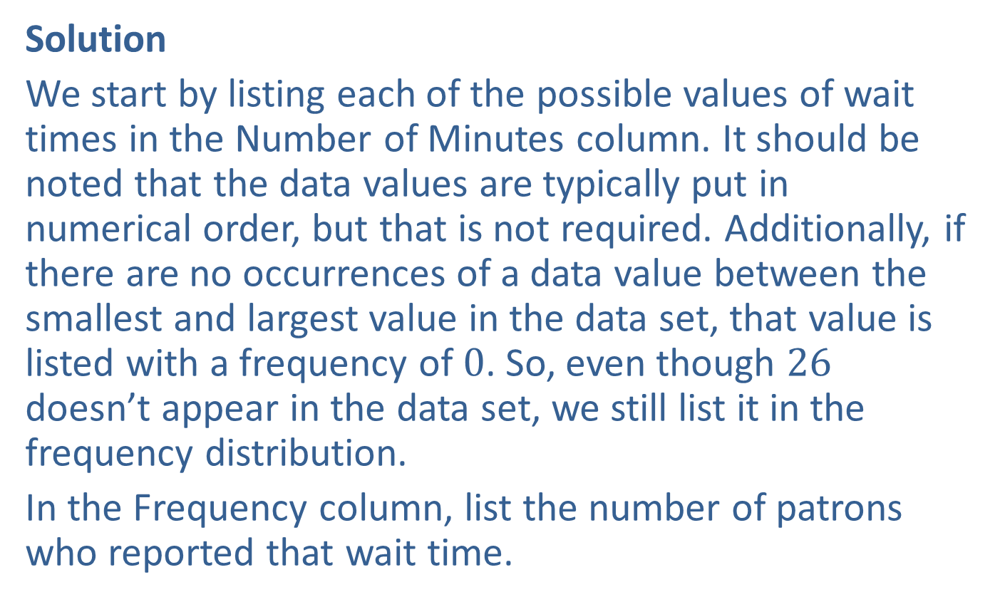 Solution
We start by listing each of the possible values of wait
times in the Number of Minutes column. It should be
noted that the data values are typically put in
numerical order, but that is not required. Additionally, if
there are no occurrences of a data value between the
smallest and largest value in the data set, that value is
listed with a frequency of 0. So, even though 26
doesn’t appear in the data set, we still list it in the
frequency distribution.
In the Frequency column, list the number of patrons
who reported that wait time.